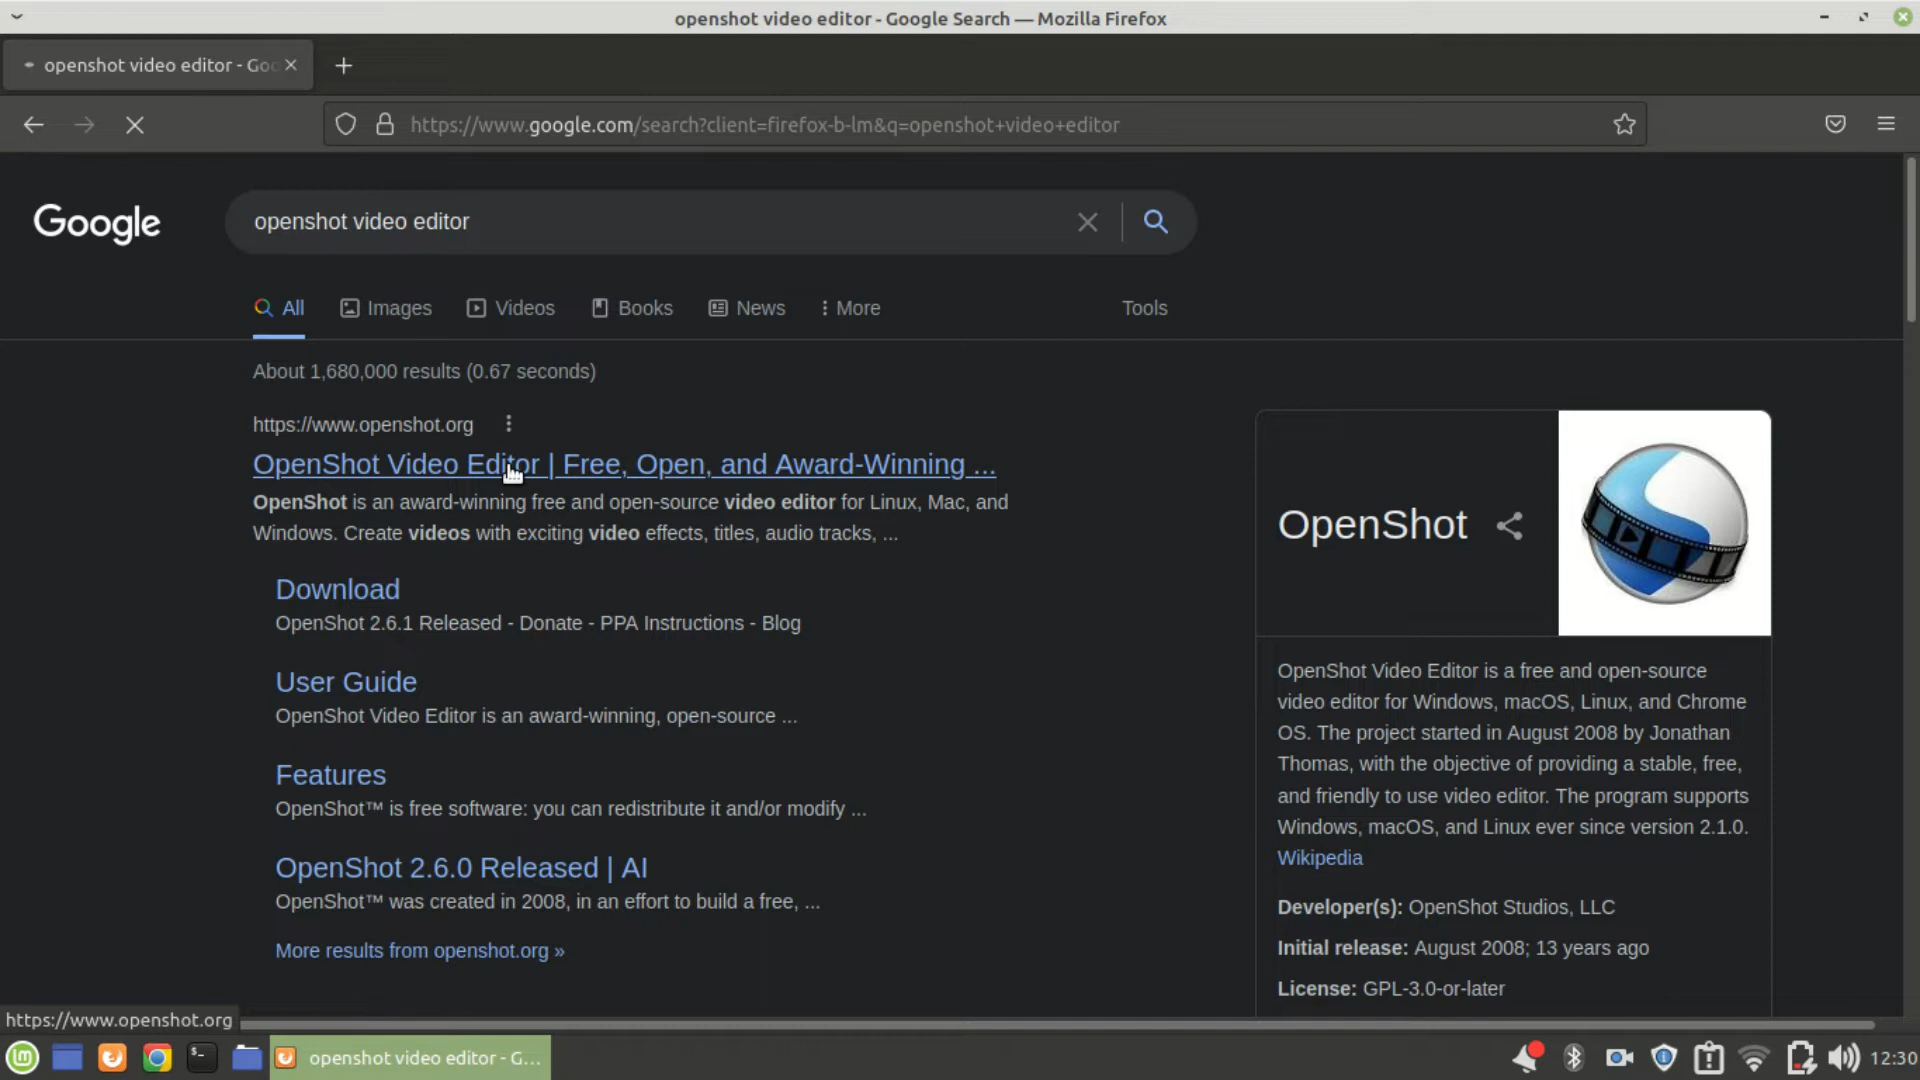 openshot video editor - Google Search — Mozilla Firefox
openshot video editor - Goo
https://www.google.com/search?client=firefox-b-lm&q=openshot+video+editor
Google
openshot video editor
All Images Videos Books News More Tools
About 1,680,000 results (0.67 seconds)
https://www.openshot.org
OpenShot Video Editor | Free, Open, and Award-Winning ...
OpenShot is an award-winning free and open-source video editor for Linux, Mac, and
Windows. Create videos with exciting video effects, titles, audio tracks, ...
Download
OpenShot 2.6.1 Released - Donate - PPA Instructions - Blog
User Guide
OpenShot Video Editor is an award-winning, open-source ...
Features
OpenShot™ is free software: you can redistribute it and/or modify ...
OpenShot 2.6.0 Released | AI
OpenShot™ was created in 2008, in an effort to build a free, ...
More results from openshot.org »
OpenShot
OpenShot Video Editor is a free and open-source
video editor for Windows, macOS, Linux, and Chrome
OS. The project started in August 2008 by Jonathan
Thomas, with the objective of providing a stable, free,
and friendly to use video editor. The program supports
Windows, macOS, and Linux ever since version 2.1.0.
Wikipedia
Developer(s): OpenShot Studios, LLC
Initial release: August 2008; 13 years ago
License: GPL-3.0-or-later
https://www.openshot.org
openshot video editor - G...
12:30